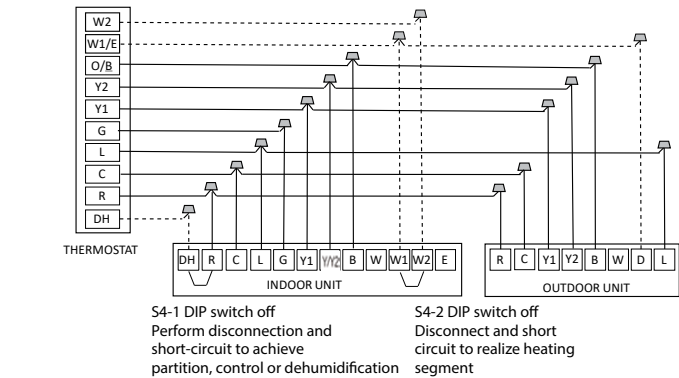 W2
W1/E
O/B
Y2
Y1
G
L
C
R
DH
THERMOSTAT
DH R C L G Y1 Y/Y2 B W W1 W2 E
INDOOR UNIT
R C Y1 Y2 B W D L
OUTDOOR UNIT
S4-1 DIP switch off
Perform disconnection and
short-circuit to achieve
partition, control or dehumidification
S4-2 DIP switch off
Disconnect and short
circuit to realize heating
segment